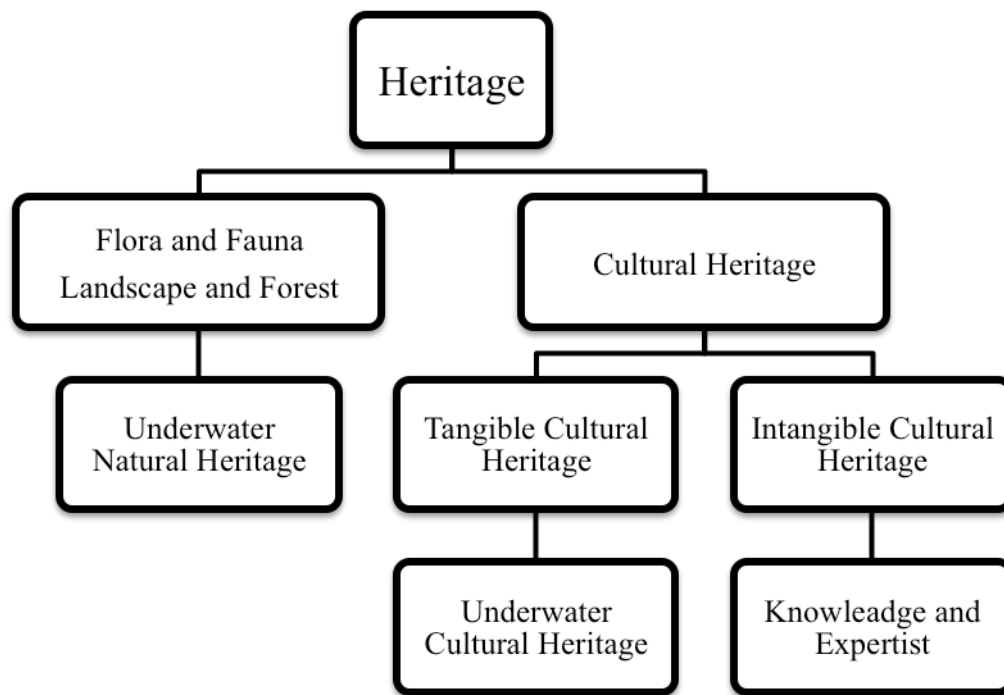 Heritage
Flora and Fauna
Landscape and Forest
Cultural Heritage
Underwater
Natural Heritage
Tangible Cultural
Heritage
Intangible Cultural
Heritage
Underwater
Cultural Heritage
Knowleadge and
Expertist